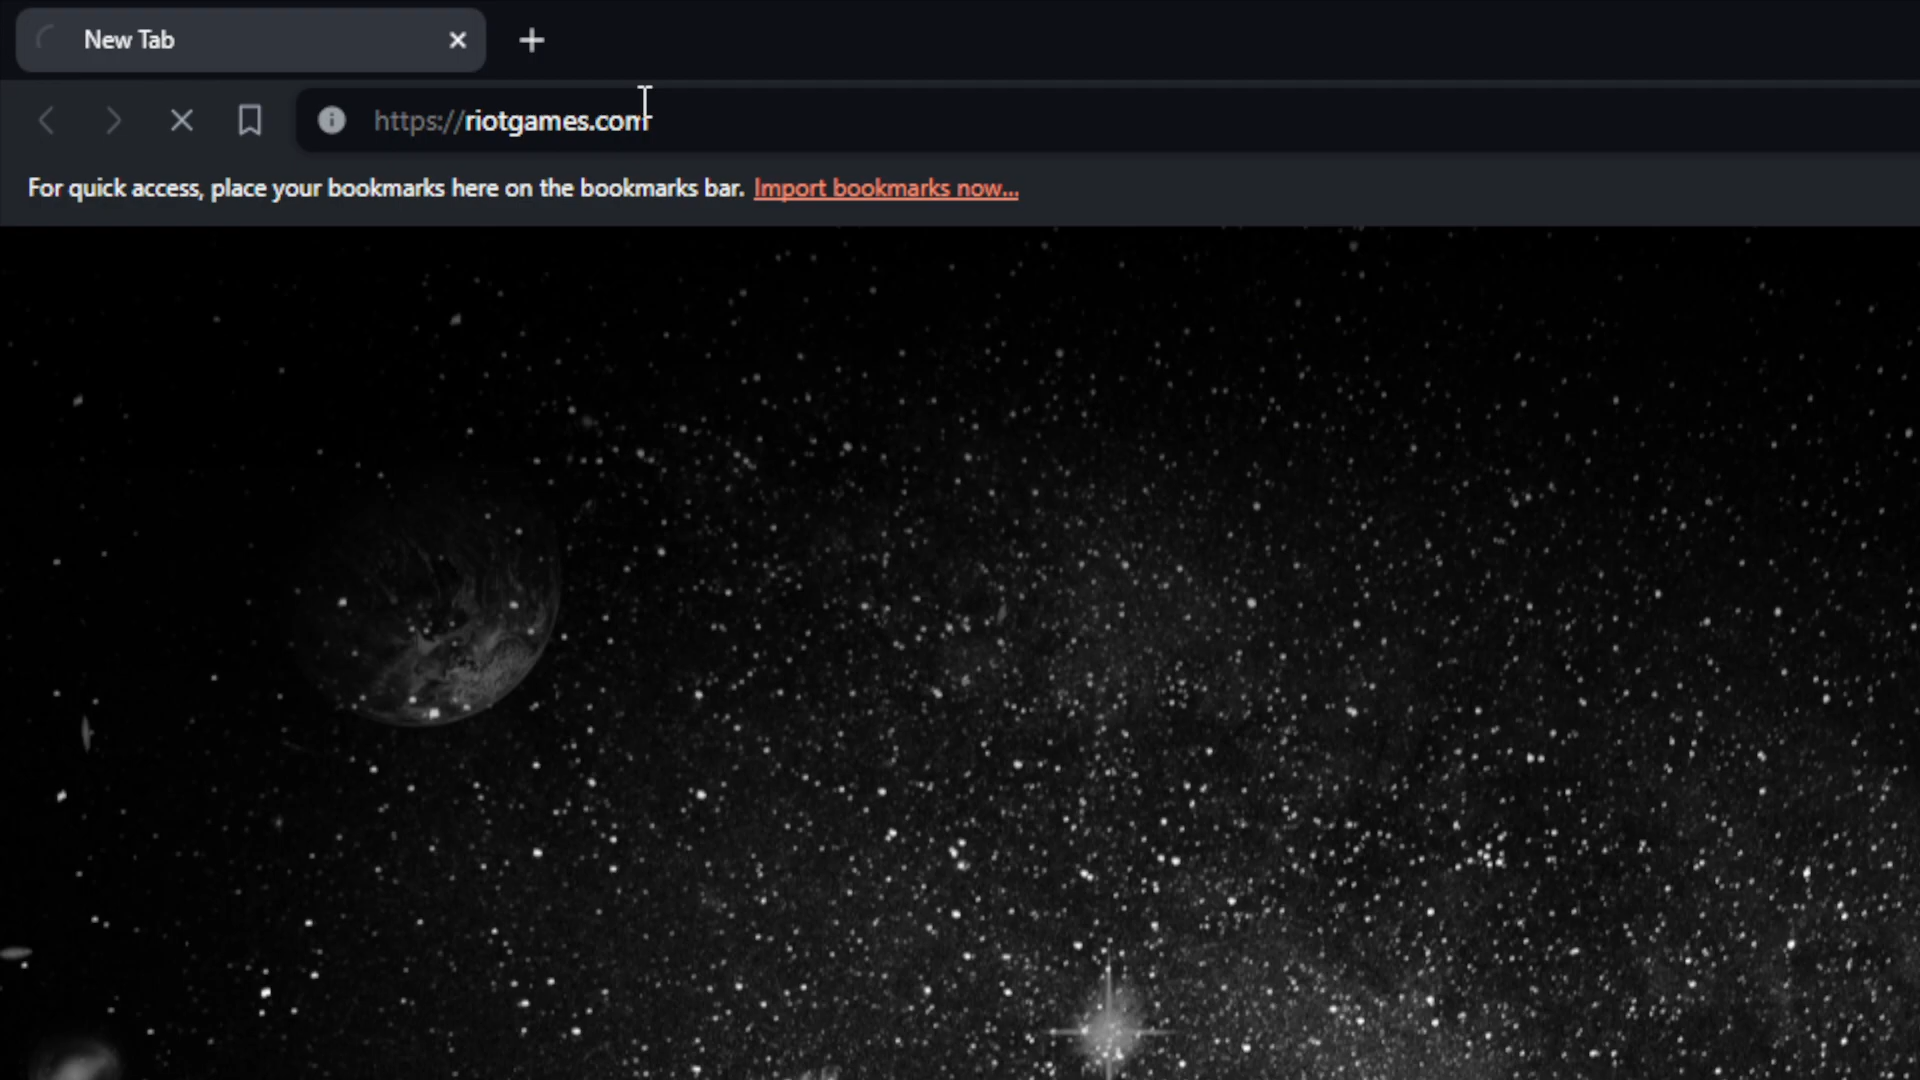 New Tab
https://riotgames.com
For quick access, place your bookmarks here on the bookmarks bar. Import bookmarks now...